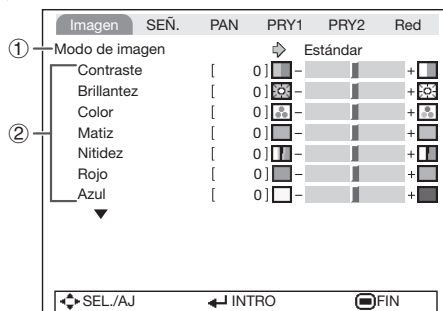 Imagen SEÑ. PAN PRY1 PRY2 Red
① Modo de imagen Estándar
② Contraste [ 0 ] - +
Brillantez [ 0 ] - +
Color [ 0 ] - +
Matiz [ 0 ] - +
Nitidez [ 0 ] - +
Rojo [ 0 ] - +
Azul [ 0 ] - +
SEL./AJ INTRO FIN